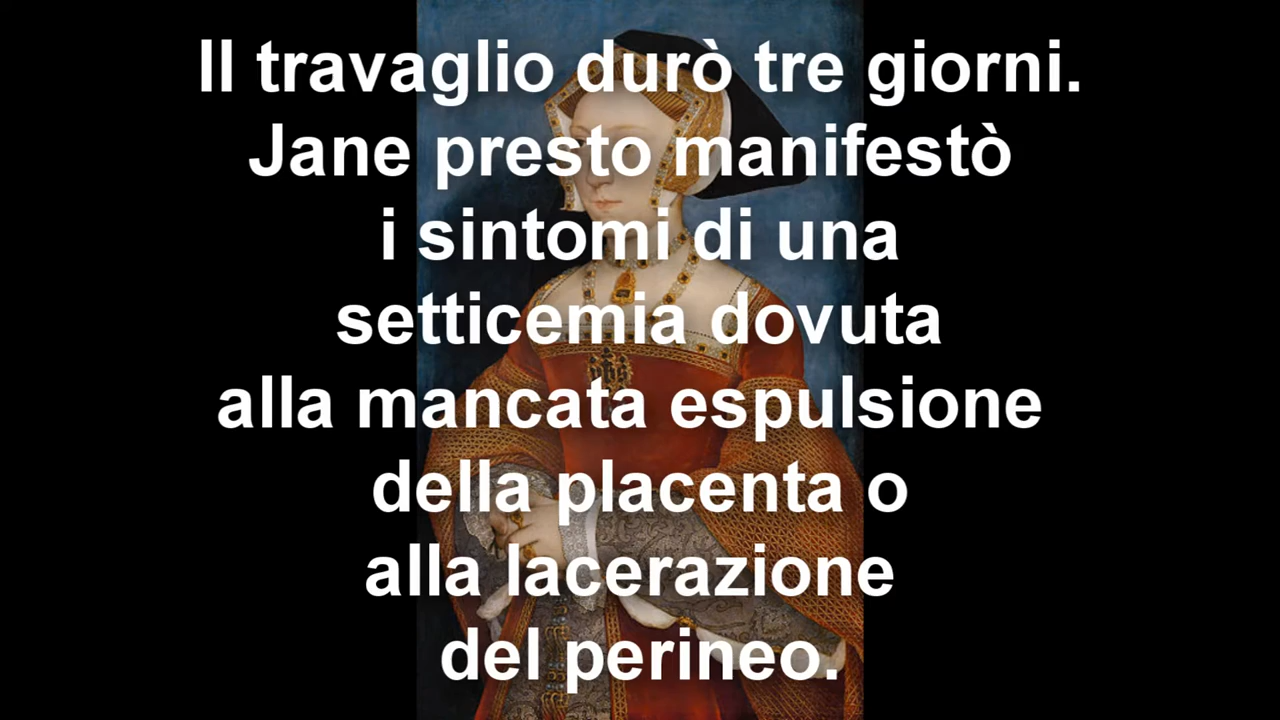 Il travaglio durò tre giorni.
Jane presto manifestò
i sintomi di una
setticemia dovuta
alla mancata espulsione
della placenta o
alla lacerazione
del perineo.